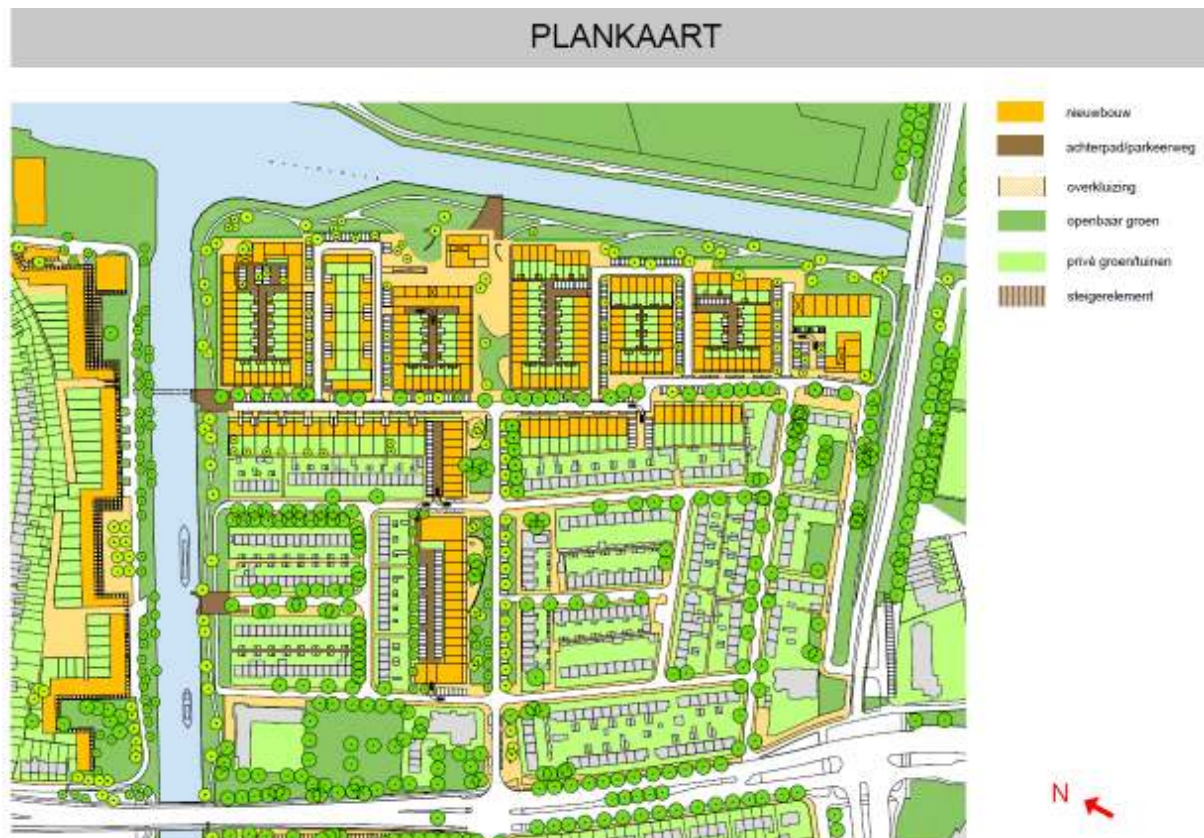 PLANKAART
nieuwbouw
achterpad/parkeerweg
overkluizing
openbaar groen
privé groen/tuinen
steigerelement
N